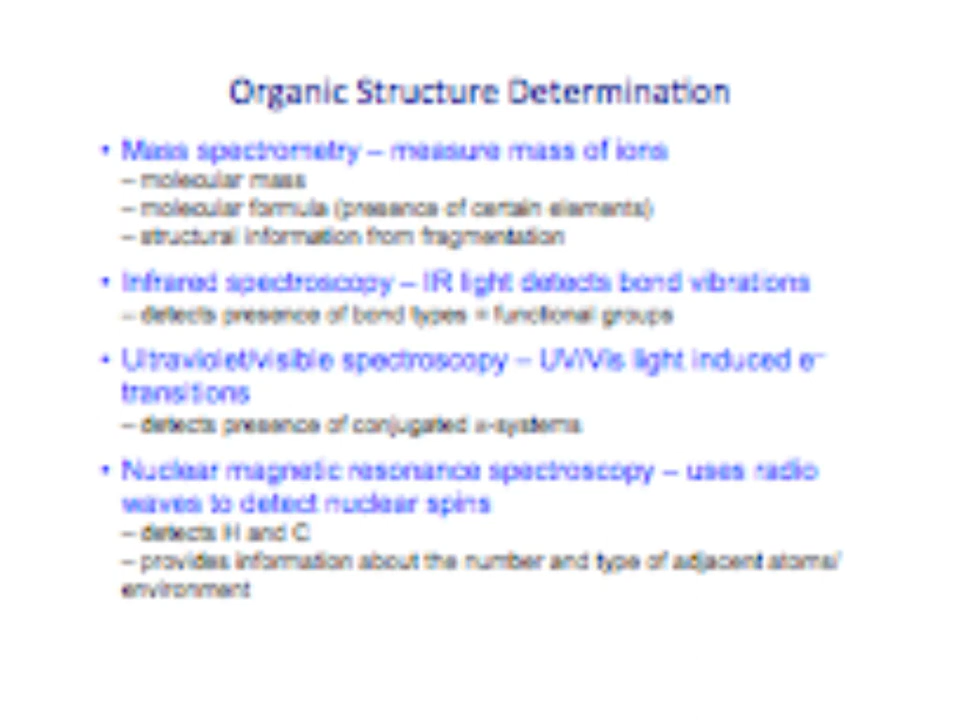 Organic Structure Determination
• Mass spectrometry – measure mass of ions
– molecular mass
– molecular formula (presence of certain elements)
– structural information from fragmentation
• Infrared spectroscopy – IR light detects bond vibrations
– detects presence of bond types = functional groups
• Ultraviolet/visible spectroscopy – UV/Vis light induced e⁻
transitions
– detects presence of conjugated π-systems
• Nuclear magnetic resonance spectroscopy – uses radio
waves to detect nuclear spins
– detects H and C
– provides information about the number and type of adjacent atoms/
environment